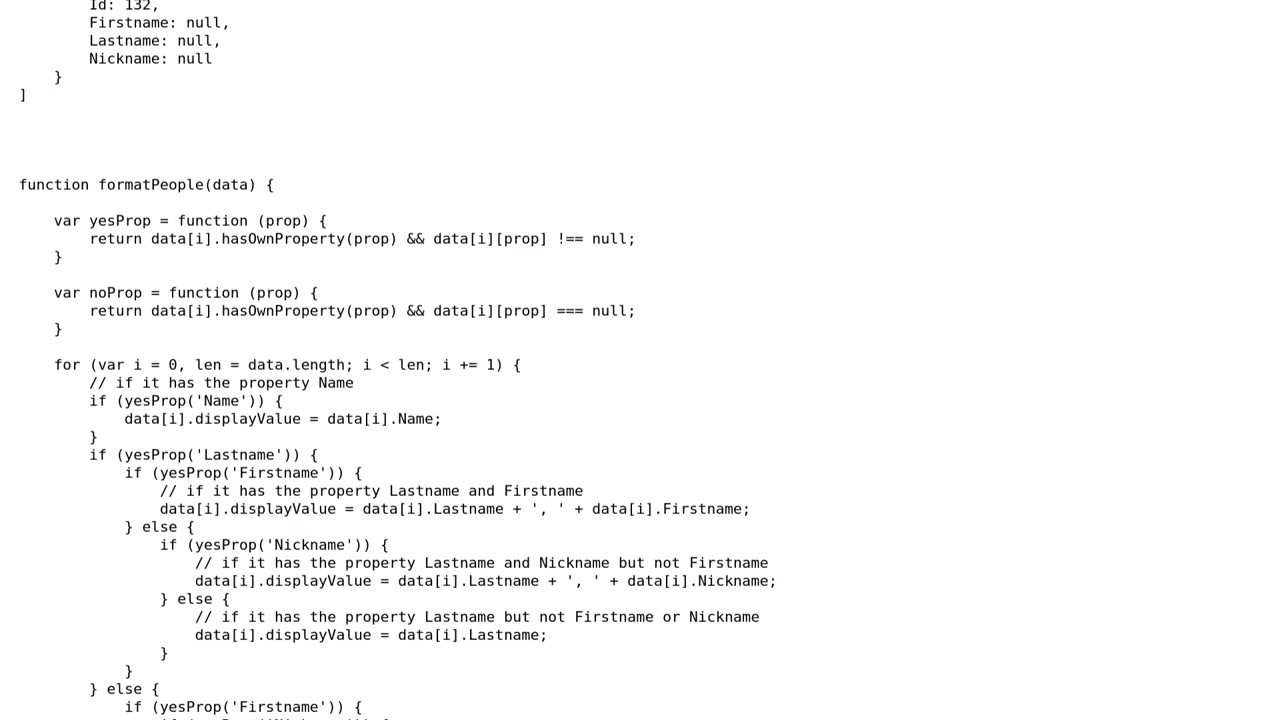 Id: 132,
        Firstname: null,
        Lastname: null,
        Nickname: null
    }
]
function formatPeople(data) {
    var yesProp = function (prop) {
        return data[i].hasOwnProperty(prop) && data[i][prop] !== null;
    }
    var noProp = function (prop) {
        return data[i].hasOwnProperty(prop) && data[i][prop] === null;
    }
    for (var i = 0, len = data.length; i < len; i += 1) {
        // if it has the property Name
        if (yesProp('Name')) {
            data[i].displayValue = data[i].Name;
        }
        if (yesProp('Lastname')) {
            if (yesProp('Firstname')) {
                // if it has the property Lastname and Firstname
                data[i].displayValue = data[i].Lastname + ', ' + data[i].Firstname;
            } else {
                if (yesProp('Nickname')) {
                    // if it has the property Lastname and Nickname but not Firstname
                    data[i].displayValue = data[i].Lastname + ', ' + data[i].Nickname;
                } else {
                    // if it has the property Lastname but not Firstname or Nickname
                    data[i].displayValue = data[i].Lastname;
                }
            }
        } else {
            if (yesProp('Firstname')) {